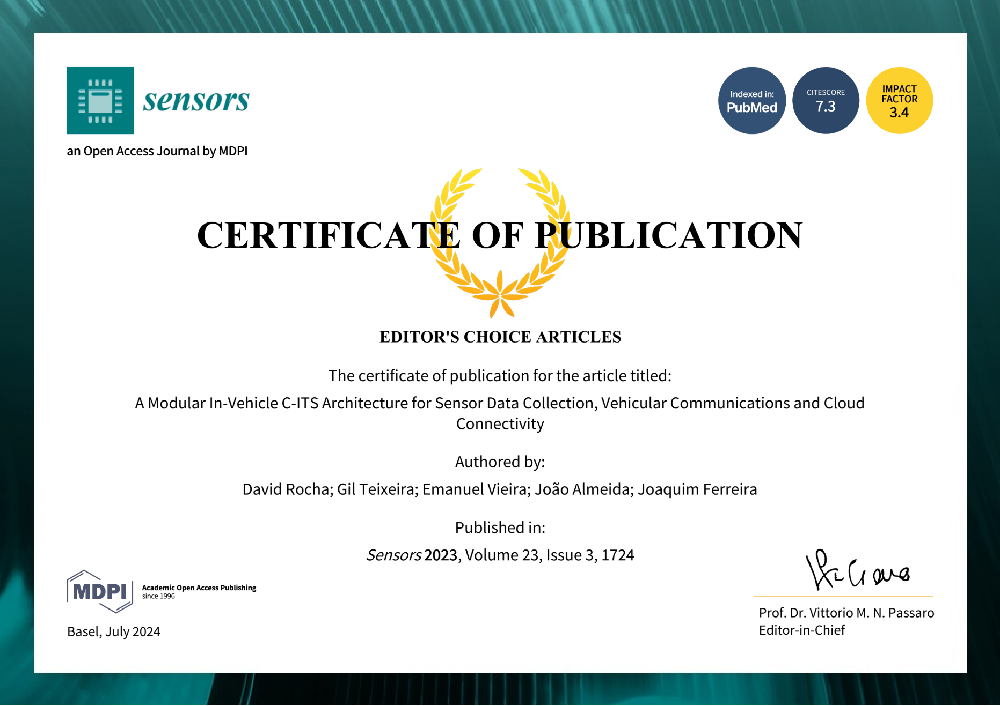 sensors
an Open Access Journal by MDPI
Indexed in:
PubMed
CITESCORE
7.3
IMPACT
FACTOR
3.4
CERTIFICATE OF PUBLICATION
EDITOR'S CHOICE ARTICLES
The certificate of publication for the article titled:
A Modular In-Vehicle C-ITS Architecture for Sensor Data Collection, Vehicular Communications and Cloud
Connectivity
Authored by:
David Rocha; Gil Teixeira; Emanuel Vieira; João Almeida; Joaquim Ferreira
Published in:
Sensors 2023, Volume 23, Issue 3, 1724
MDPI
Academic Open Access Publishing
since 1996
Basel, July 2024
Prof. Dr. Vittorio M. N. Passaro
Editor-in-Chief